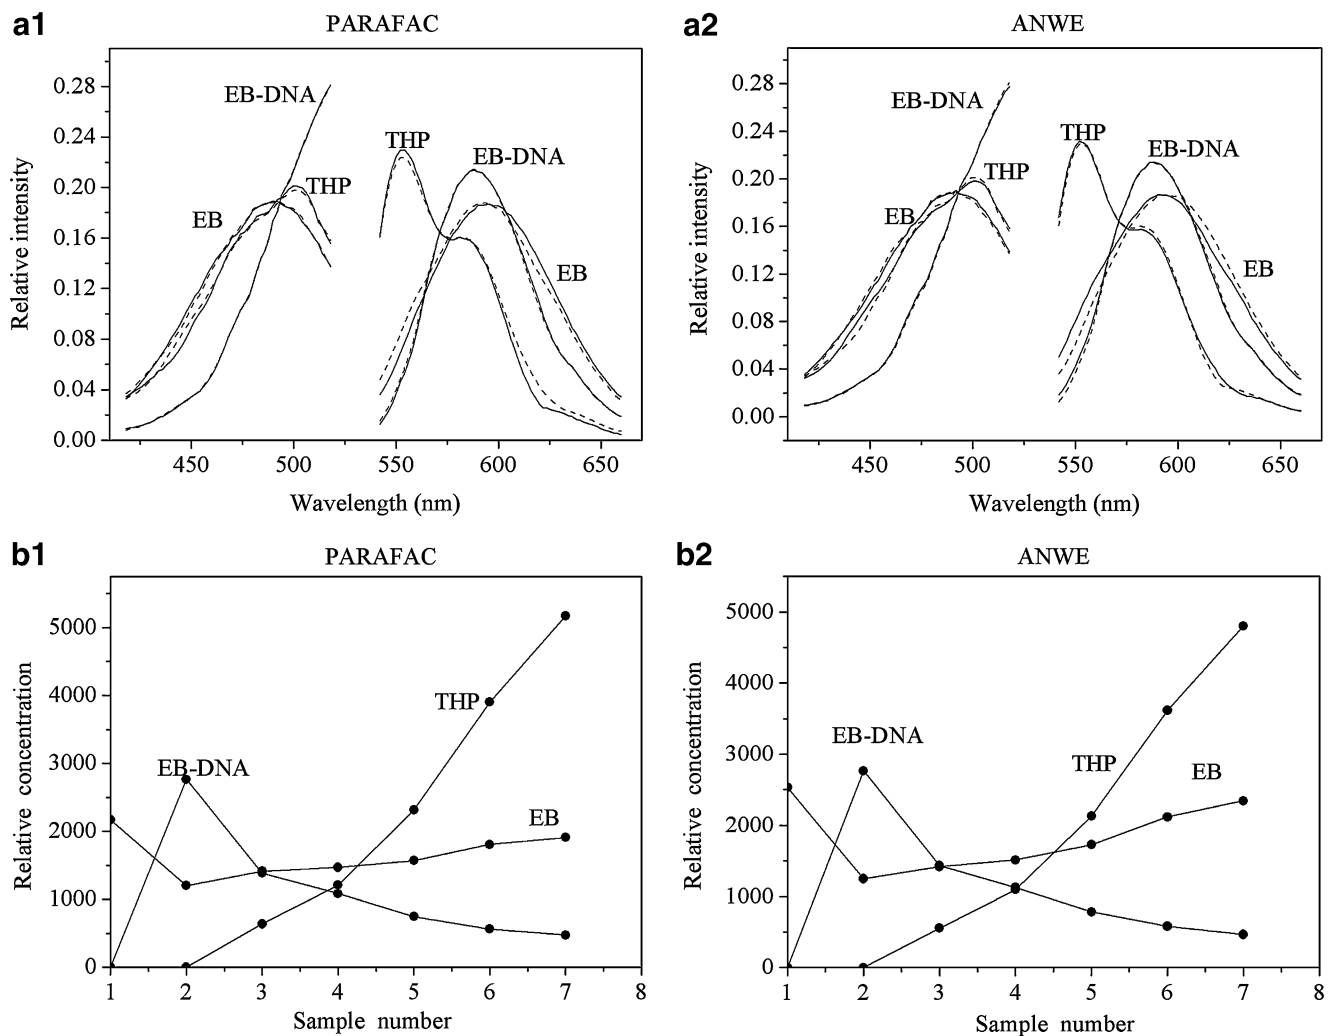 a1
PARAFAC
a2
ANWE
0.28
0.24
0.20
0.16
0.12
0.08
0.04
0.00
Relative intensity
EB-DNA
THP
EB
THP
EB-DNA
EB
450
500
550
600
650
Wavelength (nm)
0.28
0.24
0.20
0.16
0.12
0.08
0.04
0.00
Relative intensity
EB-DNA
THP
EB
THP
EB-DNA
EB
450
500
550
600
650
Wavelength (nm)
b1
PARAFAC
b2
ANWE
5000
4000
3000
2000
1000
0
Relative concentration
EB-DNA
THP
EB
1
2
3
4
5
6
7
8
Sample number
5000
4000
3000
2000
1000
0
Relative concentration
EB-DNA
THP
EB
1
2
3
4
5
6
7
8
Sample number